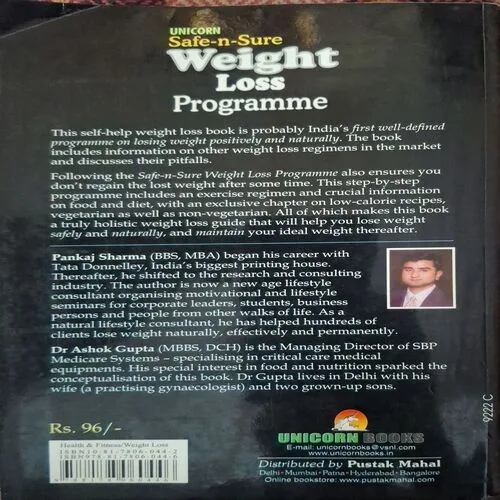 UNICORN
Safe-n-Sure
Weight
Loss
Programme
This self-help weight loss book is probably India's first well-defined
programme on losing weight positively and naturally. The book
includes information on other weight loss regimens in the market
and discusses their pitfalls.
Following the Safe-n-Sure Weight Loss Programme also ensures you
don't regain the lost weight after some time. This step-by-step
programme includes an exercise regimen and crucial information
on food and diet, with an exclusive chapter on low-calorie recipes,
vegetarian as well as non-vegetarian. All of which makes this book
a truly holistic weight loss guide that will help you lose weight
safely and naturally, and maintain your ideal weight thereafter.
Pankaj Sharma (BBS, MBA) began his career with
Tata Donnelley, India's biggest printing house.
Thereafter, he shifted to the research and consulting
industry. The author is now a new age lifestyle
consultant organising motivational and lifestyle
seminars for corporate leaders, students, business
persons and people from other walks of life. As a
natural lifestyle consultant, he has helped hundreds of
clients lose weight naturally, effectively and permanently.
Dr Ashok Gupta (MBBS, DCH) is the Managing Director of SBP
Medicare Systems – specialising in critical care medical
equipments. His special interest in food and nutrition sparked the
conceptualisation of this book. Dr Gupta lives in Delhi with his
wife (a practising gynaecologist) and two grown-up sons.
Rs. 96/-
Health & Fitness/Weight Loss
ISBN 10 81-7806-044-2
ISBN 978 81-7806-044-6
UNICORN BOOKS
E-mail: unicornbooks@vsnl.com
www.unicornbooks.in
Distributed by Pustak Mahal
Delhi • Mumbai • Patna • Hyderabad • Bangalore
Online bookstore: www.pustakmahal.com
9222 C